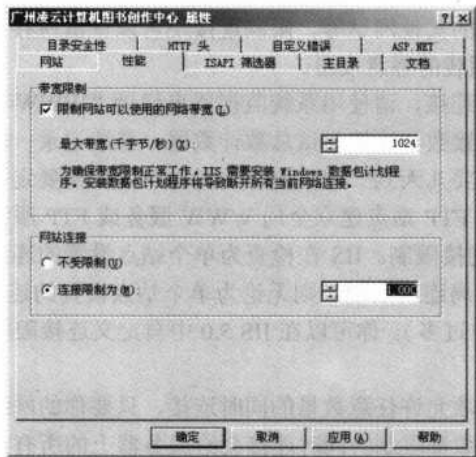 广州凌云计算机图书创作中心 属性
目录安全性 HTTP 头 自定义错误 ASP.NET
网站 性能 ISAPI 筛选器 主目录 文档
带宽限制
限制网站可以使用的网络带宽(L)
最大带宽(千字节/秒)(X): 1024
为确保带宽限制正常工作，IIS 需要安装 Windows 数据包计划程
序。安装数据包计划程序将导致断开所有当前网络连接。
网站连接
不受限制(U)
连接限制为(M): 1,000
确定 取消 应用(A) 帮助